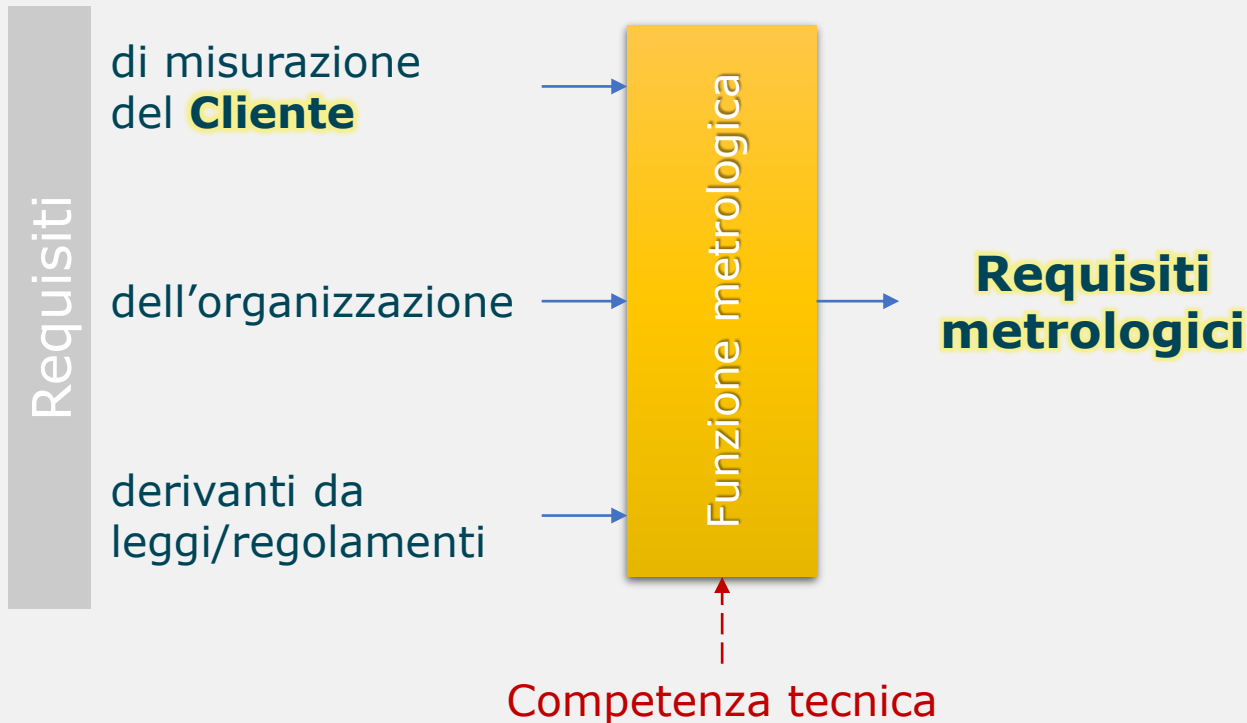 Requisiti
di misurazione
del Cliente
dell’organizzazione
derivanti da
leggi/regolamenti
Funzione metrologica
Requisiti
metrologici
Competenza tecnica